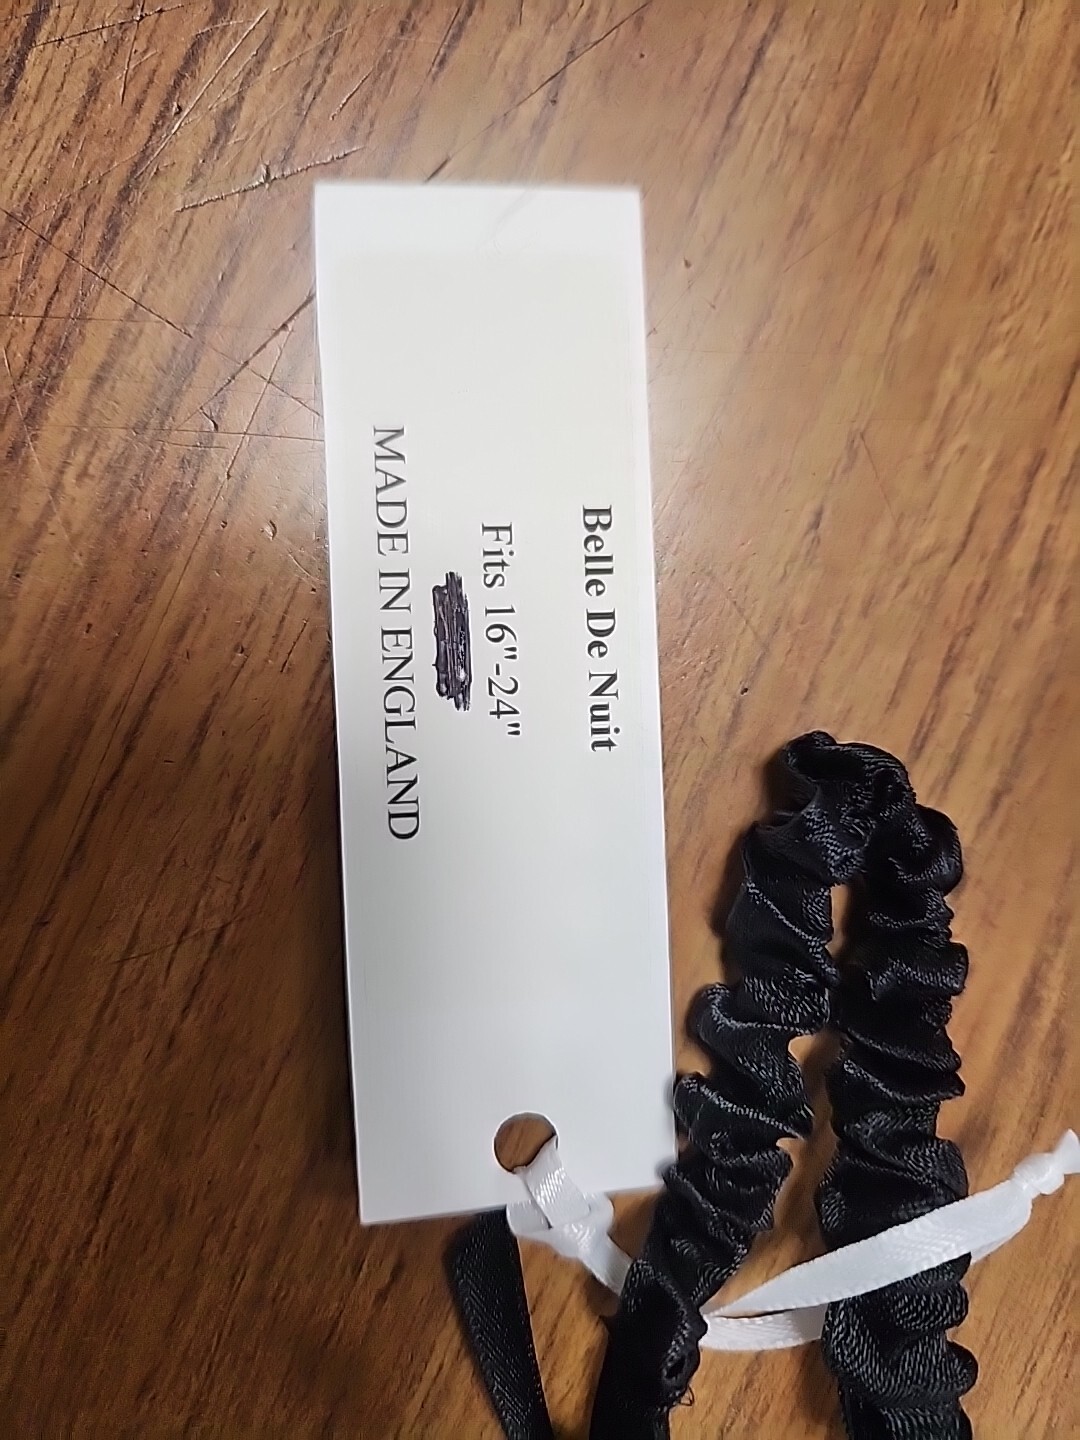 Belle De Nuit
Fits 16"-24"
MADE IN ENGLAND